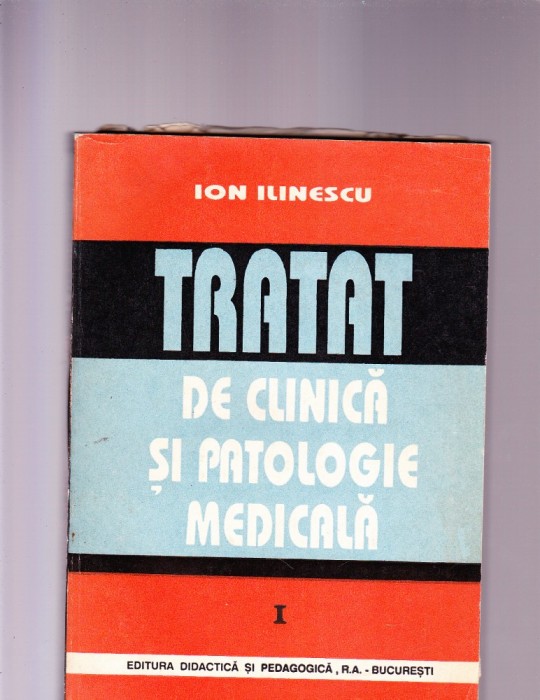 ION ILINESCU
TRATAT
DE CLINICĂ
ȘI PATOLOGIE
MEDICALĂ
I
EDITURA DIDACTICĂ ȘI PEDAGOGICĂ, R.A. - BUCUREȘTI